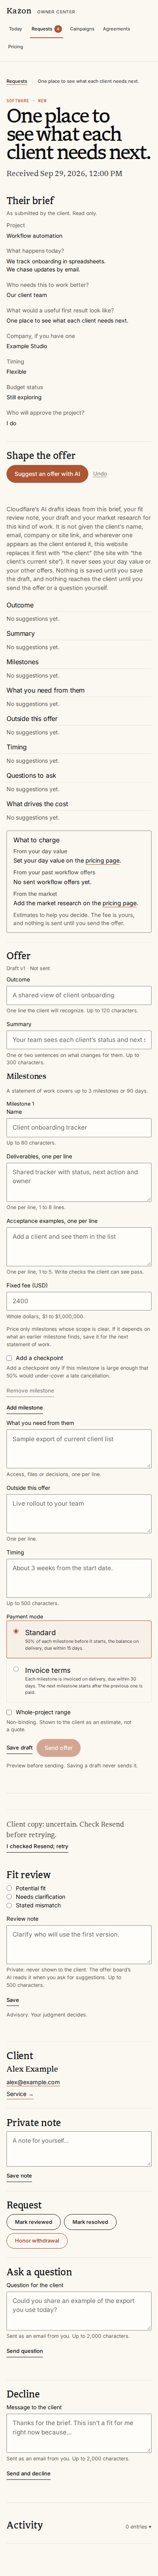 Kazon OWNER CENTER
Today Requests 4 Campaigns Agreements
Pricing
Requests · One place to see what each client needs next.
SOFTWARE · NEW
One place to
see what each
client needs next.
Received Sep 29, 2026, 12:00 PM
Their brief
As submitted by the client. Read only.
Project
Workflow automation
What happens today?
We track onboarding in spreadsheets.
We chase updates by email.
Who needs this to work better?
Our client team
What would a useful first result look like?
One place to see what each client needs next.
Company, if you have one
Example Studio
Timing
Flexible
Budget status
Still exploring
Who will approve the project?
I do
Shape the offer
Suggest an offer with AI Undo
Cloudflare's AI drafts ideas from this brief, your fit
review note, your draft and your market research for
this kind of work. It is not given the client's name,
email, company or site link, and wherever one
appears as the client entered it, this website
replaces it first with "the client" (the site with "the
client's current site"). It never sees your day value
or your other offers. Nothing is saved until you save
the draft, and nothing reaches the client until you
send the offer or a question yourself.
Outcome
No suggestions yet.
Summary
No suggestions yet.
Milestones
No suggestions yet.
What you need from them
No suggestions yet.
Outside this offer
No suggestions yet.
Timing
No suggestions yet.
Questions to ask
No suggestions yet.
What drives the cost
No suggestions yet.
What to charge
From your day value
Set your day value on the pricing page.
From your past workflow offers
No sent workflow offers yet.
From the market
Add the market research on the pricing page.
Estimates to help you decide. The fee is yours,
and nothing is sent until you send the offer.
Offer
Draft v1 · Not sent
Outcome
A shared view of client onboarding
One line the client will recognize. Up to 120 characters.
Summary
Your team sees each client's status and next s
One or two sentences on what changes for them. Up to
300 characters.
Milestones
A statement of work covers up to 3 milestones or 90 days.
Milestone 1
Name
Client onboarding tracker
Up to 80 characters.
Deliverables, one per line
Shared tracker with status, next action and
owner
One per line, 1 to 8 lines.
Acceptance examples, one per line
Add a client and see them in the list
One per line, 1 to 5. Write checks the client can see pass.
Fixed fee (USD)
2400
Whole dollars, $1 to $1,000,000.
Price only milestones whose scope is clear. If it depends on
what an earlier milestone finds, save it for the next
statement of work.
Add a checkpoint
Add a checkpoint only if this milestone is large enough that
50% would under-cover a late cancellation.
Remove milestone
Add milestone
What you need from them
Sample export of current client list
Access, files or decisions, one per line.
Outside this offer
Live rollout to your team
One per line.
Timing
About 3 weeks from the start date.
Up to 500 characters.
Payment mode
Standard
50% of each milestone before it starts, the balance on
delivery, due within 15 days.
Invoice terms
Each milestone is invoiced on delivery, due within 30
days. The next milestone starts after the previous one is
paid.
Whole-project range
Non-binding. Shown to the client as an estimate, not
a quote.
Save draft Send offer
Preview before sending. Saving a draft never sends it.
Client copy: uncertain. Check Resend
before retrying.
I checked Resend; retry
Fit review
Potential fit
Needs clarification
Stated mismatch
Review note
Clarify who will use the first version.
Private: never shown to the client. The offer board's
AI reads it when you ask for suggestions. Up to
500 characters.
Save
Advisory. Your judgment decides.
Client
Alex Example
alex@example.com
Service →
Private note
A note for yourself…
Save note
Request
Mark reviewed Mark resolved
Honor withdrawal
Ask a question
Question for the client
Could you share an example of the export
you use today?
Sent as an email from you. Up to 2,000 characters.
Send question
Decline
Message to the client
Thanks for the brief. This isn't a fit for me
right now because…
Sent as an email from you. Up to 2,000 characters.
Send and decline
Activity 0 entries ▾